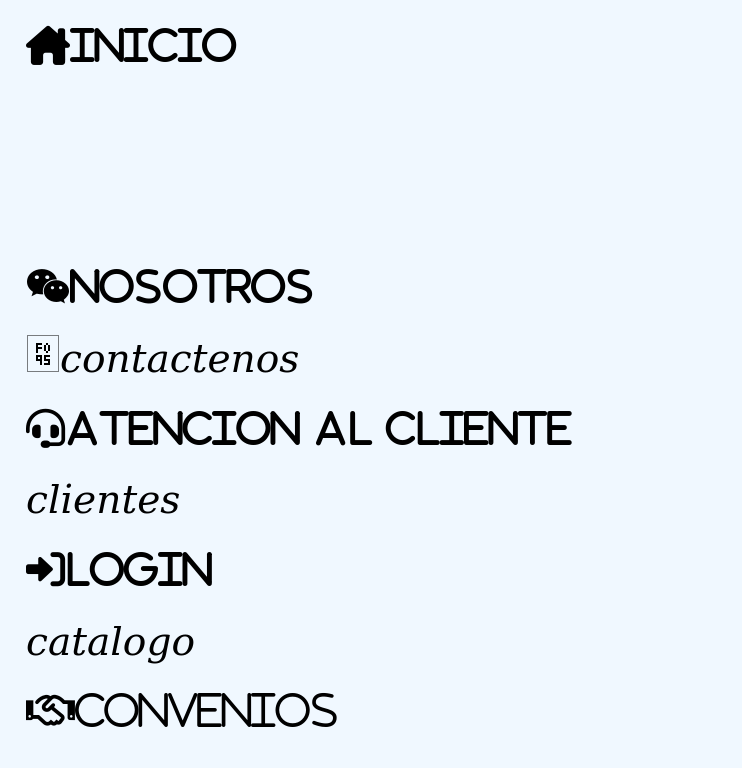 INICIO
NOSOTROS
contactenos
ATENCION AL CLIENTE
clientes
LOGIN
catalogo
CONVENIOS